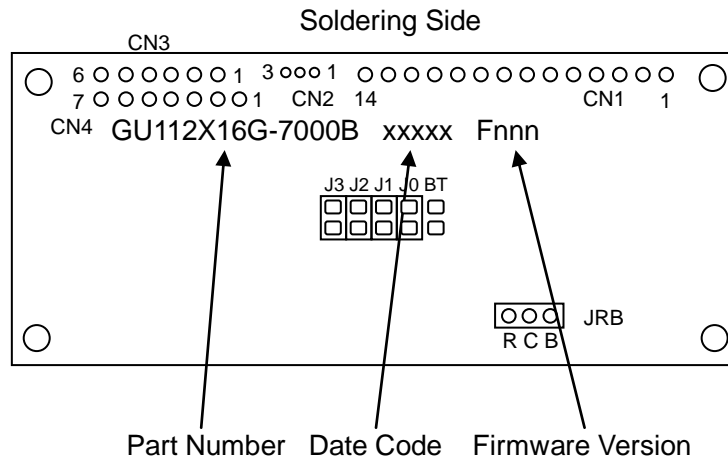 Soldering Side
CN3
6 1 3 1
7 1 CN2 14 CN1 1
CN4 GU112X16G-7000B xxxxx Fnnn
J3 J2 J1 J0 BT
JRB
R C B
Part Number Date Code Firmware Version